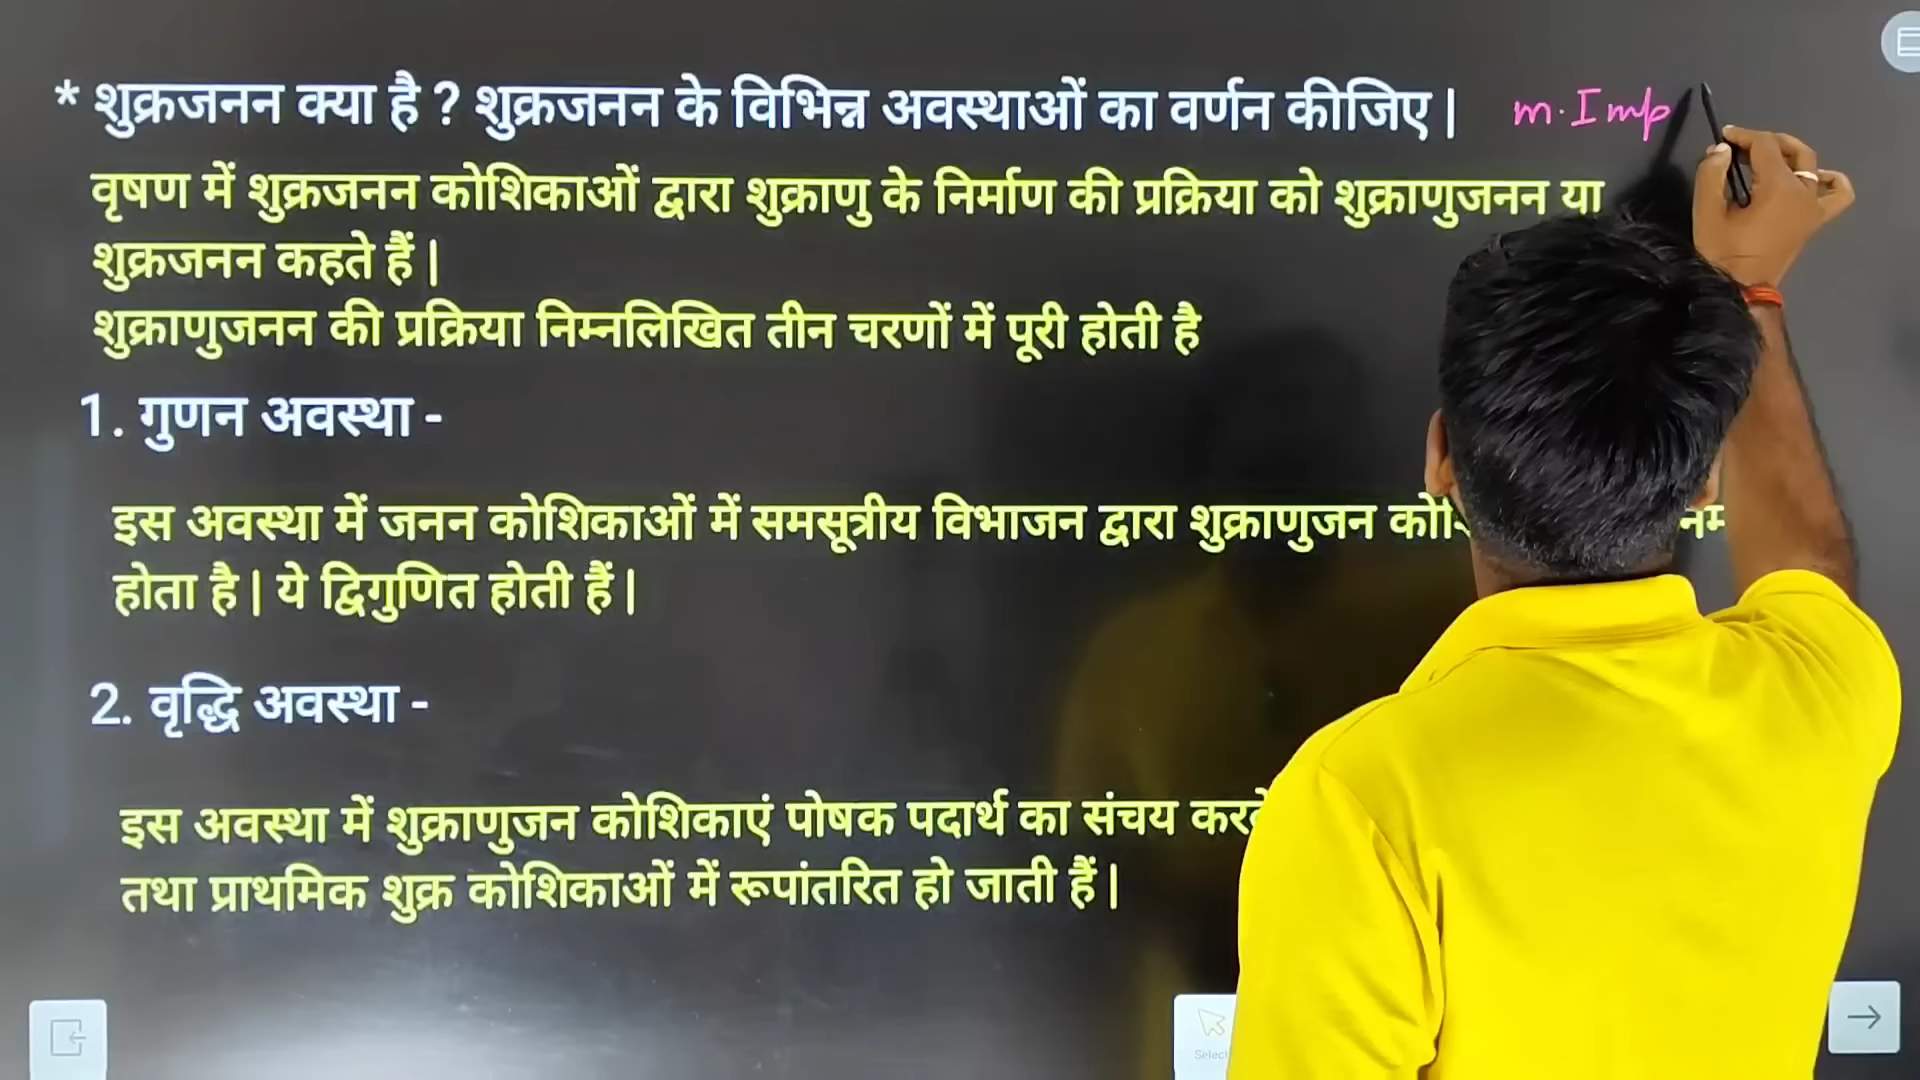 * शुक्रजनन क्या है ? शुक्रजनन के विभिन्न अवस्थाओं का वर्णन कीजिए | m. Imp
वृषण में शुक्रजनन कोशिकाओं द्वारा शुक्राणु के निर्माण की प्रक्रिया को शुक्राणुजनन या
शुक्रजनन कहते हैं |
शुक्राणुजनन की प्रक्रिया निम्नलिखित तीन चरणों में पूरी होती है
1. गुणन अवस्था -
इस अवस्था में जनन कोशिकाओं में समसूत्रीय विभाजन द्वारा शुक्राणुजन
होता है | ये द्विगुणित होती हैं |
2. वृद्धि अवस्था -
इस अवस्था में शुक्राणुजन कोशिकाएं पोषक पदार्थ का संचय
तथा प्राथमिक शुक्र कोशिकाओं में रूपांतरित हो जाती हैं |
Select